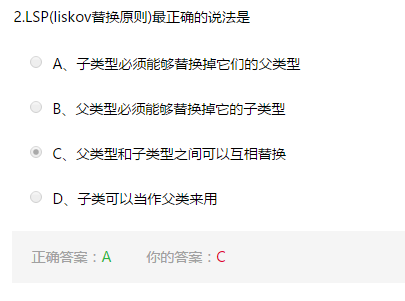 2.LSP(liskov替换原则)最正确的说法是
A、子类型必须能够替换掉它们的父类型
B、父类型必须能够替换掉它的子类型
C、父类型和子类型之间可以互相替换
D、子类可以当作父类来用
正确答案：A 你的答案：C